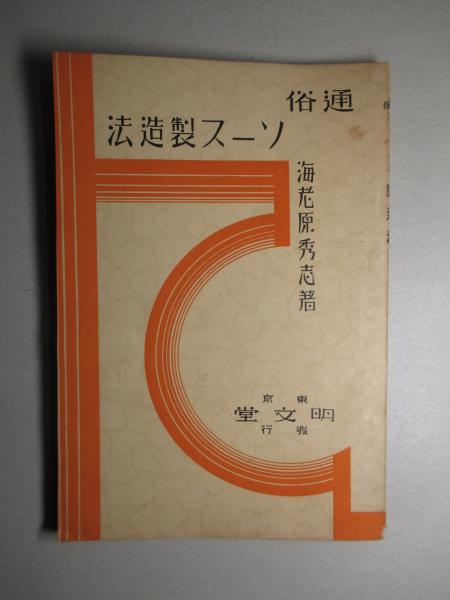 通俗
ソース製造法
海老原秀志著
東京
明文堂
發行